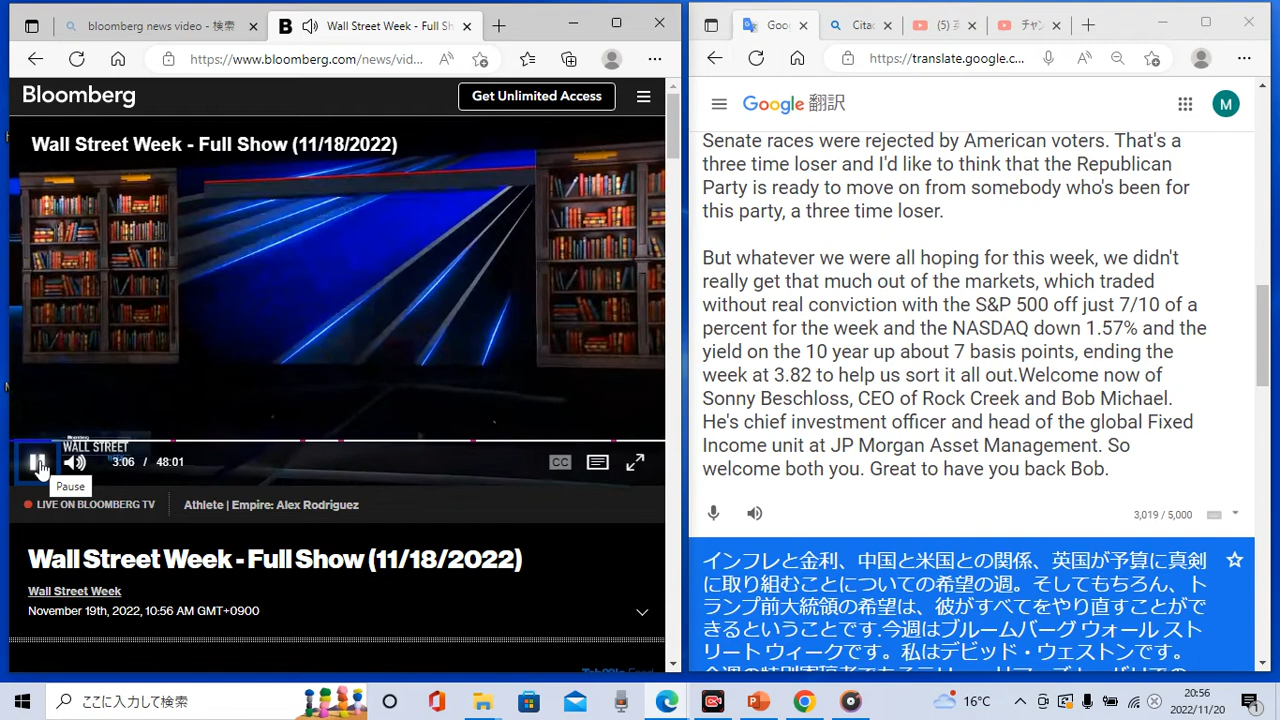 bloomberg news video - 検索
Wall Street Week - Full Sh
https://www.bloomberg.com/news/vid...
Bloomberg
Get Unlimited Access
Wall Street Week - Full Show (11/18/2022)
Bloomberg
WALL STREET
3:06 / 48:01
CC
Pause
LIVE ON BLOOMBERG TV
Athlete | Empire: Alex Rodriguez
Wall Street Week - Full Show (11/18/2022)
Wall Street Week
November 19th, 2022, 10:56 AM GMT+0900
Goog
Citac
チャン
https://translate.google.c...
Google 翻訳
M
Senate races were rejected by American voters. That's a
three time loser and I'd like to think that the Republican
Party is ready to move on from somebody who's been for
this party, a three time loser.
But whatever we were all hoping for this week, we didn't
really get that much out of the markets, which traded
without real conviction with the S&P 500 off just 7/10 of a
percent for the week and the NASDAQ down 1.57% and the
yield on the 10 year up about 7 basis points, ending the
week at 3.82 to help us sort it all out.Welcome now of
Sonny Beschloss, CEO of Rock Creek and Bob Michael.
He's chief investment officer and head of the global Fixed
Income unit at JP Morgan Asset Management. So
welcome both you. Great to have you back Bob.
3,019 / 5,000
インフレと金利、中国と米国との関係、英国が予算に真剣
に取り組むことについての希望の週。そしてもちろん、ト
ランプ前大統領の希望は、彼がすべてをやり直すことがで
きるということです.今週はブルームバーグ ウォール スト
リート ウィークです。私はデビッド・ウェストンです。
ここに入力して検索
16°C
20:56
2022/11/20